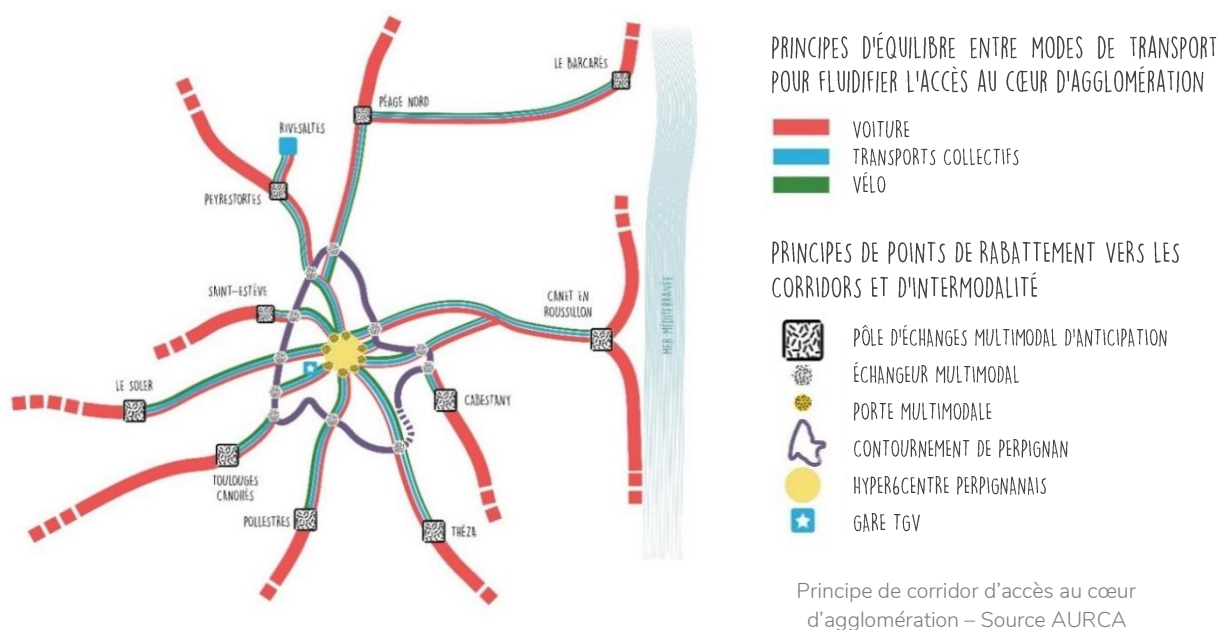 LE BARCARÈS
PÉAGE NORD
RIVESALTES
PEYRESTORTES
SAINT-ESTÈVE
CANET EN
ROUSSILLON
MER MÉDITERRANÉE
LE SOLER
CABESTANY
TOULOUGES
CANOHÈS
POLLESTRES
THÉZA
PRINCIPES D'ÉQUILIBRE ENTRE MODES DE TRANSPORT
POUR FLUIDIFIER L'ACCÈS AU CŒUR D'AGGLOMÉRATION
VOITURE
TRANSPORTS COLLECTIFS
VÉLO
PRINCIPES DE POINTS DE RABATTEMENT VERS LES
CORRIDORS ET D'INTERMODALITÉ
PÔLE D'ÉCHANGES MULTIMODAL D'ANTICIPATION
ÉCHANGEUR MULTIMODAL
PORTE MULTIMODALE
CONTOURNEMENT DE PERPIGNAN
HYPER6CENTRE PERPIGNANAIS
GARE TGV
Principe de corridor d'accès au cœur
d'agglomération – Source AURCA